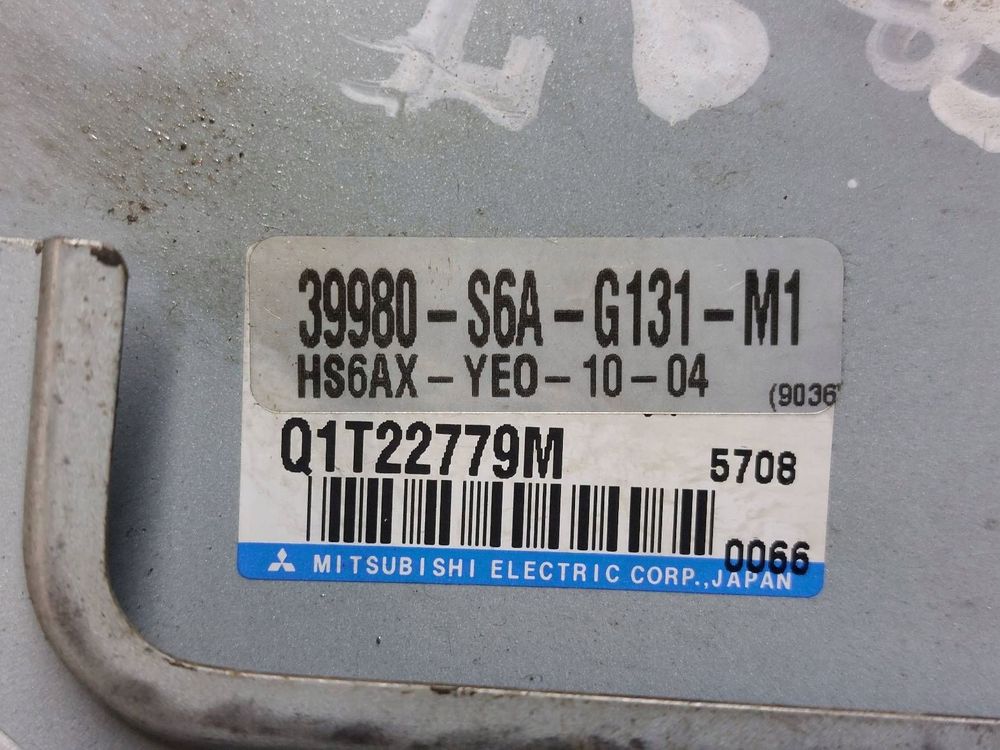 39980-S6A-G131-M1
HS6AX-YEO-10-04
(9036
Q1T22779M
5708
0066
MITSUBISHI ELECTRIC CORP., JAPAN